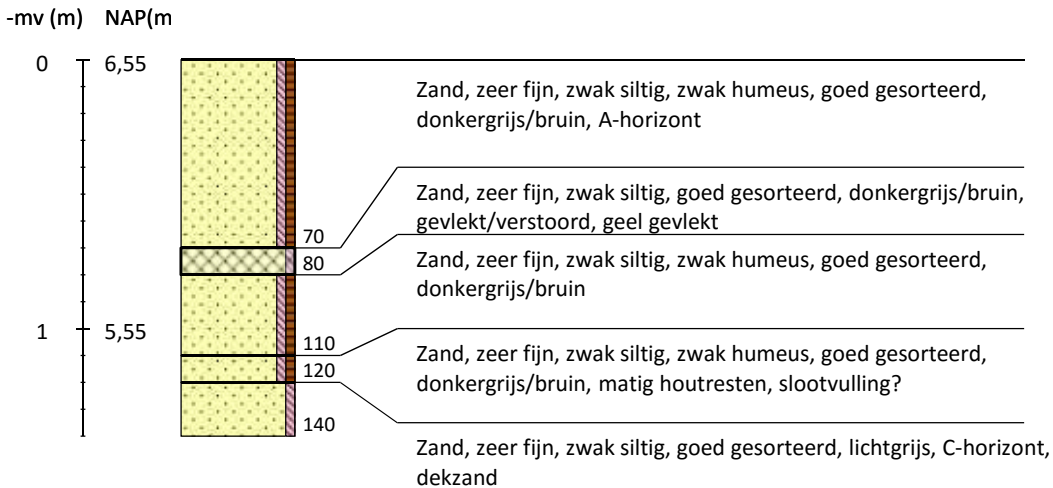 -mv (m) NAP(m
0 6,55
Zand, zeer fijn, zwak siltig, zwak humeus, goed gesorteerd,
donkergrijs/bruin, A-horizont
70
Zand, zeer fijn, zwak siltig, goed gesorteerd, donkergrijs/bruin,
gevlekt/verstoord, geel gevlekt
80
Zand, zeer fijn, zwak siltig, zwak humeus, goed gesorteerd,
donkergrijs/bruin
1 5,55
110
Zand, zeer fijn, zwak siltig, zwak humeus, goed gesorteerd,
donkergrijs/bruin, matig houtresten, slootvulling?
120
140
Zand, zeer fijn, zwak siltig, goed gesorteerd, lichtgrijs, C-horizont,
dekzand